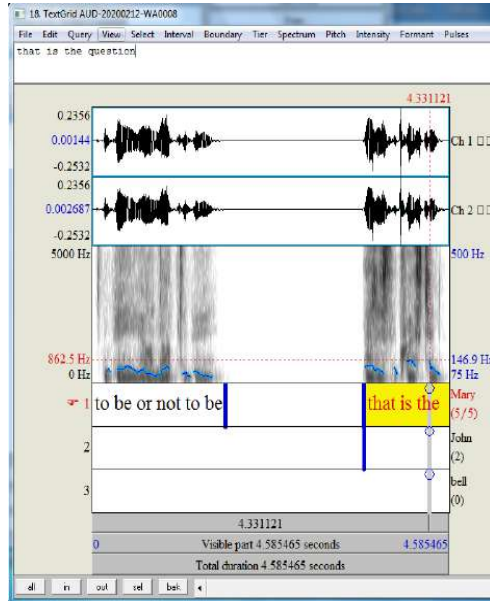 18. TextGrid AUD-20200212-WA0008
File Edit Query View Select Interval Boundary Tier Spectrum Pitch Intensity Formant Pulses
that is the question
4.331121
0.2356
0.00144
-0.2532
Ch 1
0.2356
0.002687
-0.2532
Ch 2
5000 Hz
500 Hz
862.5 Hz
0 Hz
146.9 Hz
75 Hz
1 to be or not to be that is the Mary
(5/5)
2 John
(2)
3 bell
(0)
4.331121
0 Visible part 4.585465 seconds 4.585465
Total duration 4.585465 seconds
all in out sel bak